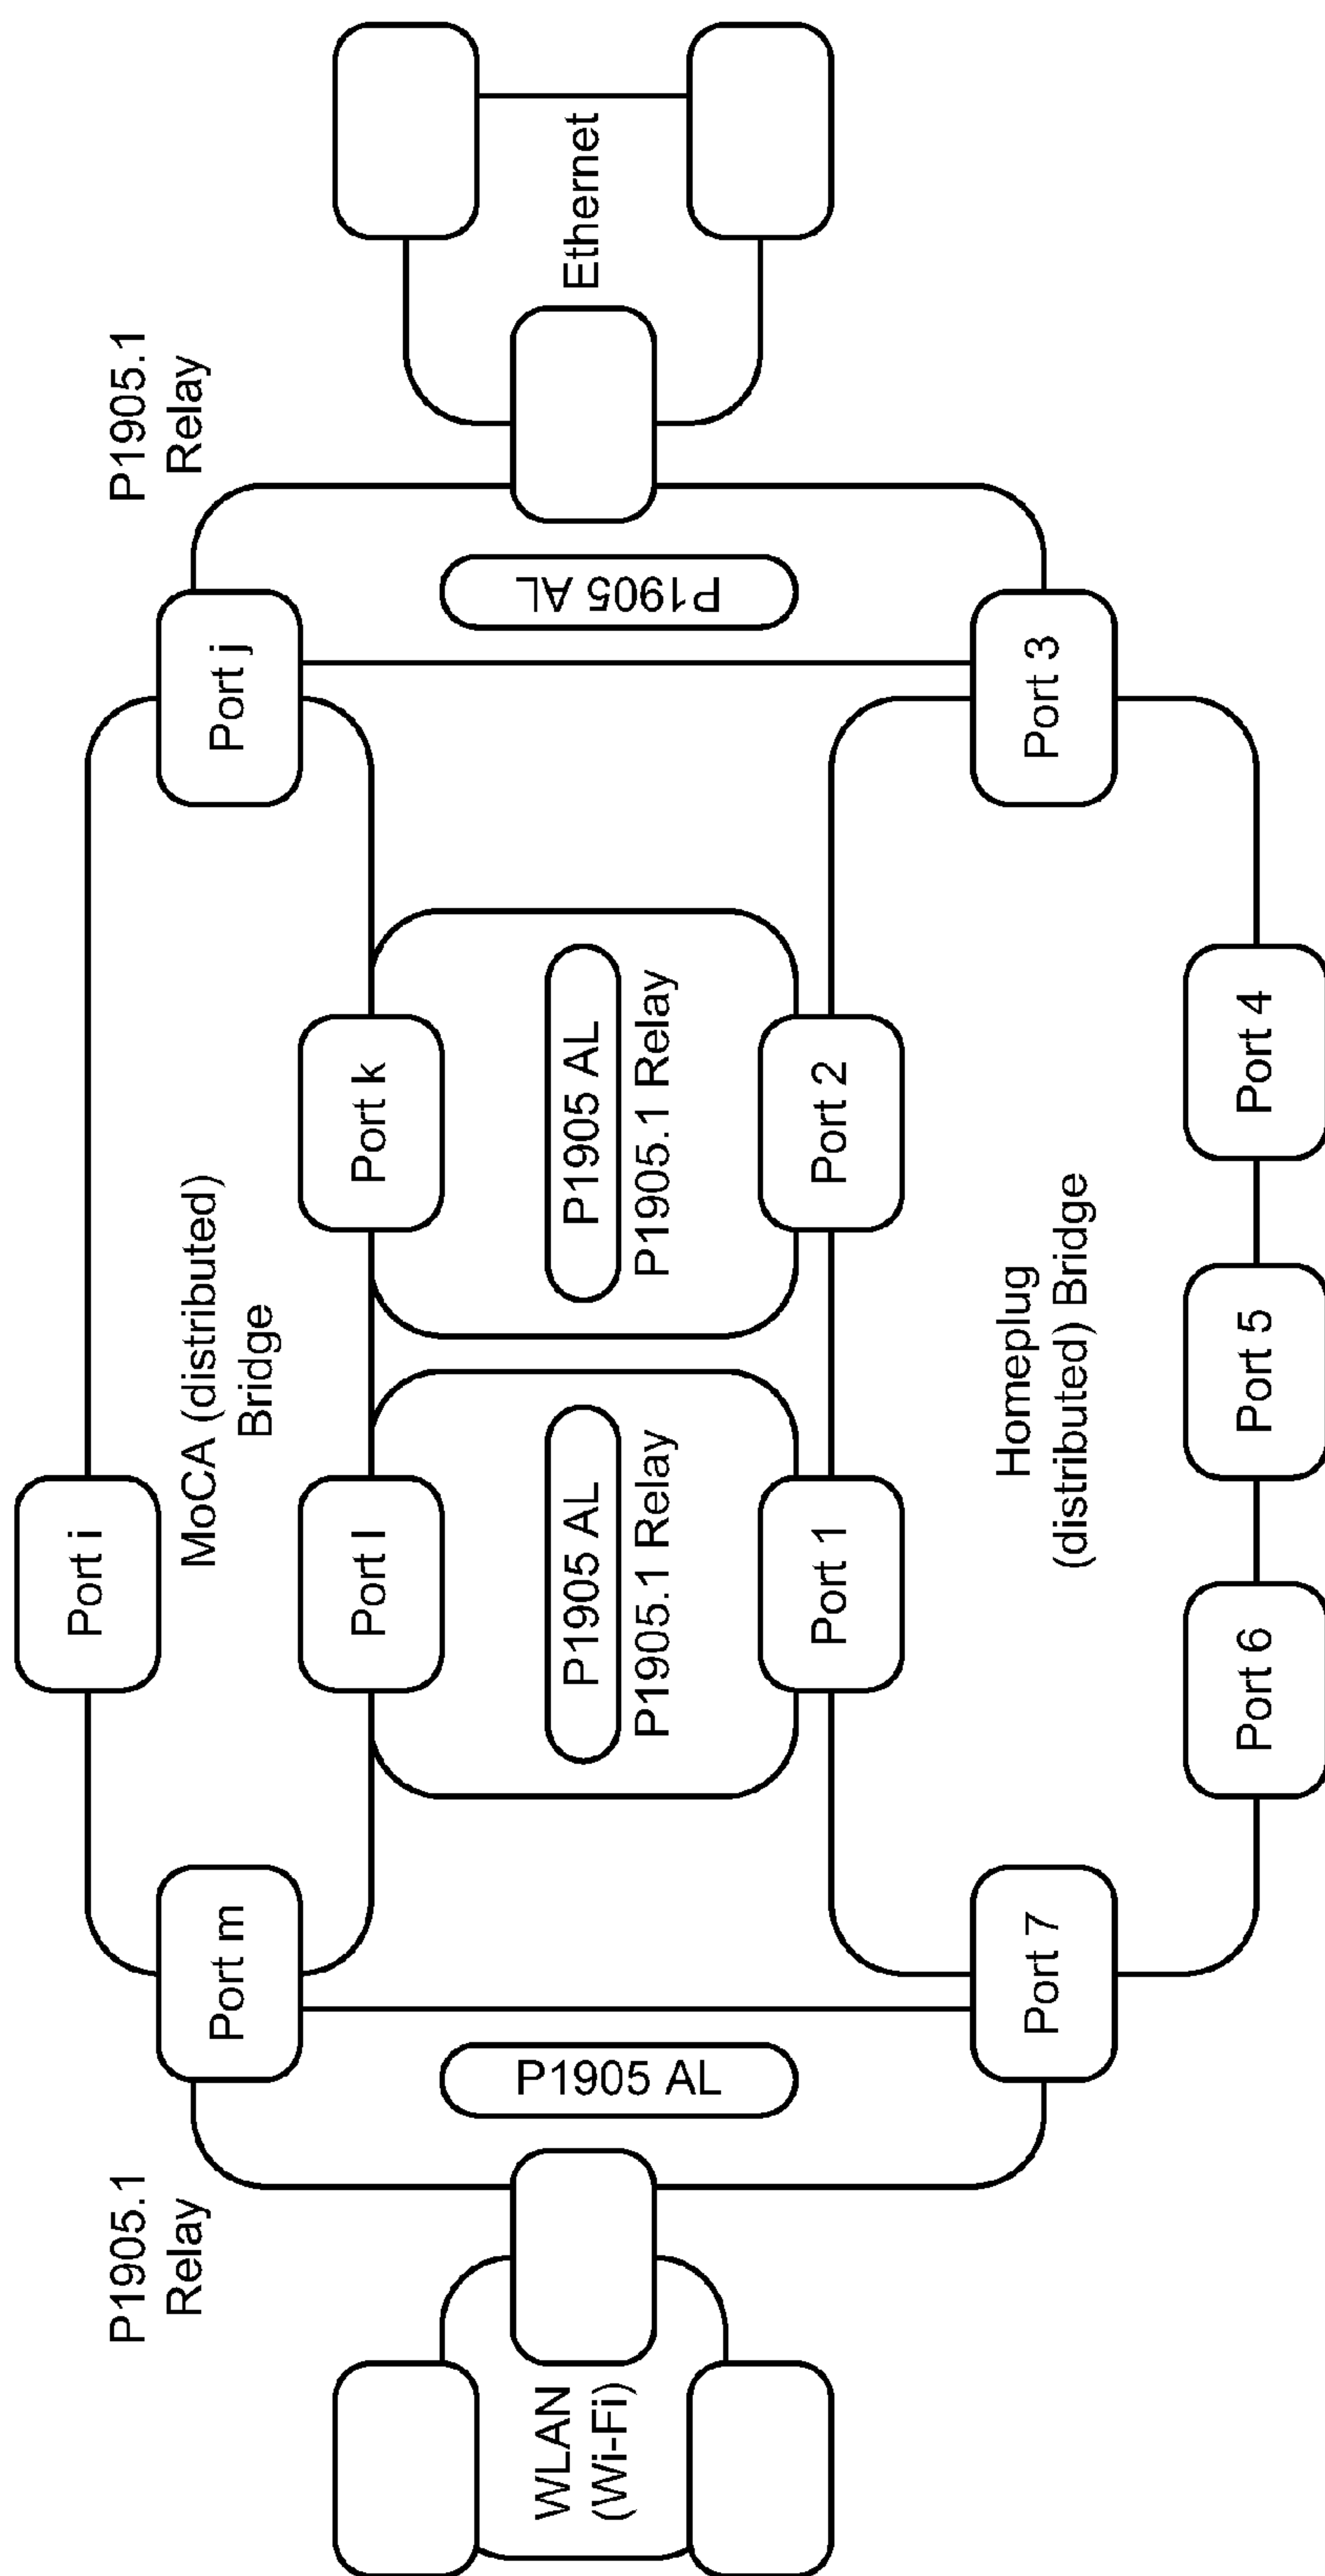 Port i
P1905.1
Relay
P1905.1
Relay
MoCA (distributed)
Bridge
Port m
Port j
Port l
Port k
WLAN
(Wi-Fi)
P1905 AL
P1905 AL
P1905.1 Relay
P1905 AL
P1905.1 Relay
P1905 AL
Ethernet
Port 1
Port 2
Homeplug
(distributed) Bridge
Port 7
Port 3
Port 6
Port 5
Port 4